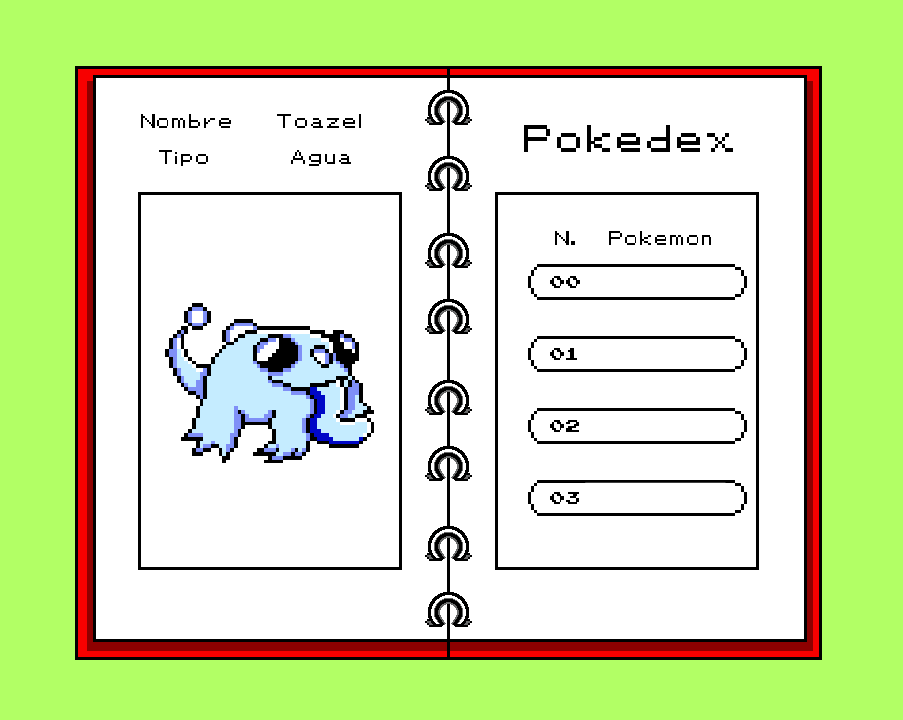 Nombre Toazel
Tipo Agua
Pokedex
N. Pokemon
00
01
02
03